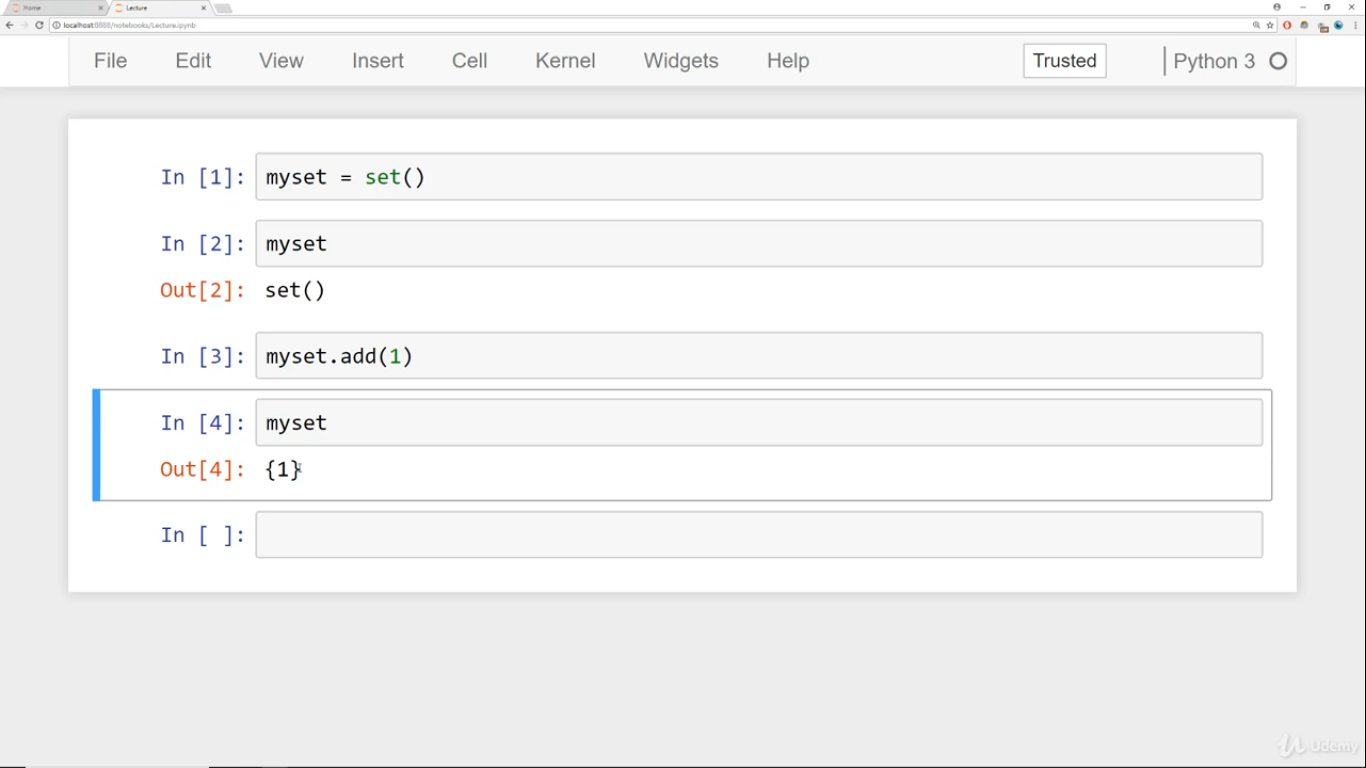 Home
Lecture
localhost:8888/notebooks/Lecture.ipynb
File Edit View Insert Cell Kernel Widgets Help Trusted Python 3
In [1]: myset = set()
In [2]: myset
Out[2]: set()
In [3]: myset.add(1)
In [4]: myset
Out[4]: {1}
In [ ]:
Udemy